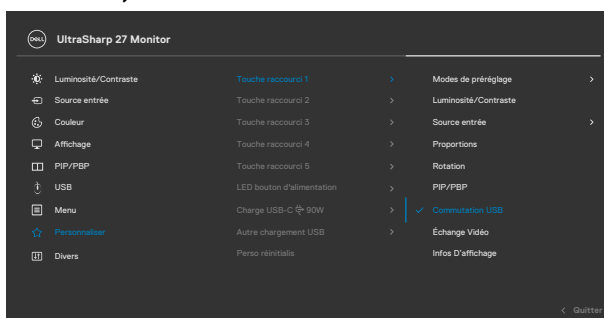 DELL UltraSharp 27 Monitor
Luminosité/Contraste
Source entrée
Couleur
Affichage
PIP/PBP
USB
Menu
Personnaliser
Divers
Touche raccourci 1
Touche raccourci 2
Touche raccourci 3
Touche raccourci 4
Touche raccourci 5
LED bouton d'alimentation
Charge USB-C 90W
Autre chargement USB
Perso réinitialis
Modes de préréglage
Luminosité/Contraste
Source entrée
Proportions
Rotation
PIP/PBP
Commutation USB
Échange Vidéo
Infos D'affichage
Quitter